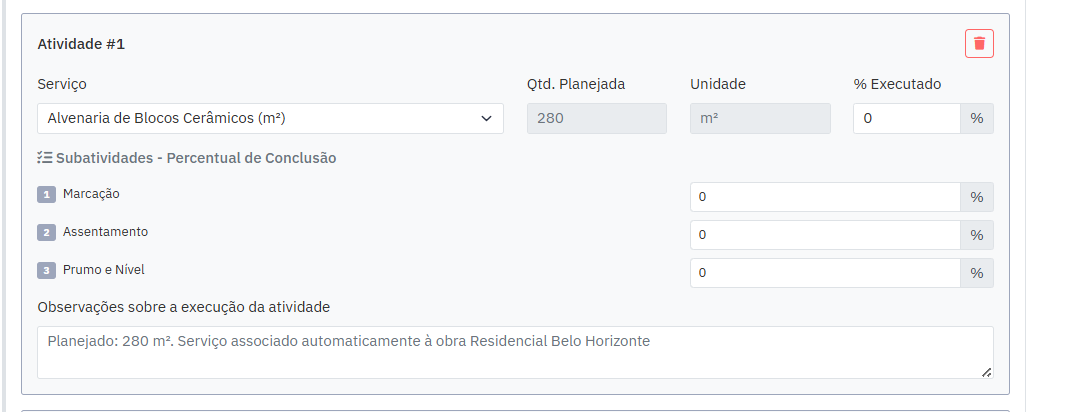 Atividade #1
Serviço Qtd. Planejada Unidade % Executado
Alvenaria de Blocos Cerâmicos (m²) 280 m² 0 %
Subatividades - Percentual de Conclusão
1 Marcação 0 %
2 Assentamento 0 %
3 Prumo e Nível 0 %
Observações sobre a execução da atividade
Planejado: 280 m². Serviço associado automaticamente à obra Residencial Belo Horizonte